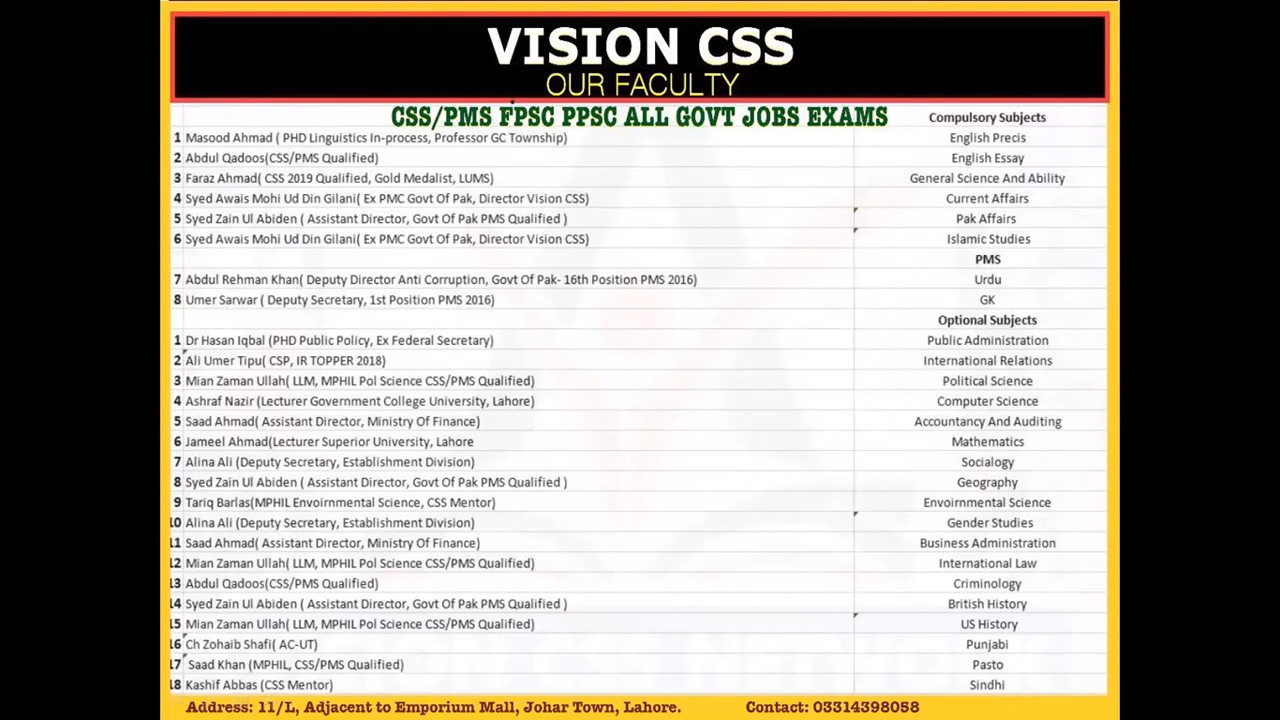 VISION CSS
OUR FACULTY
CSS/PMS FPSC PPSC ALL GOVT JOBS EXAMS
Compulsory Subjects
1 Masood Ahmad ( PHD Linguistics In-process, Professor GC Township) English Precis
2 Abdul Qadoos(CSS/PMS Qualified) English Essay
3 Faraz Ahmad( CSS 2019 Qualified, Gold Medalist, LUMS) General Science And Ability
4 Syed Awais Mohi Ud Din Gilani( Ex PMC Govt Of Pak, Director Vision CSS) Current Affairs
5 Syed Zain Ul Abiden ( Assistant Director, Govt Of Pak PMS Qualified ) Pak Affairs
6 Syed Awais Mohi Ud Din Gilani( Ex PMC Govt Of Pak, Director Vision CSS) Islamic Studies
PMS
7 Abdul Rehman Khan( Deputy Director Anti Corruption, Govt Of Pak- 16th Position PMS 2016) Urdu
8 Umer Sarwar ( Deputy Secretary, 1st Position PMS 2016) GK
Optional Subjects
1 Dr Hasan Iqbal (PHD Public Policy, Ex Federal Secretary) Public Administration
2 Ali Umer Tipu( CSP, IR TOPPER 2018) International Relations
3 Mian Zaman Ullah( LLM, MPHIL Pol Science CSS/PMS Qualified) Political Science
4 Ashraf Nazir (Lecturer Government College University, Lahore) Computer Science
5 Saad Ahmad( Assistant Director, Ministry Of Finance) Accountancy And Auditing
6 Jameel Ahmad(Lecturer Superior University, Lahore Mathematics
7 Alina Ali (Deputy Secretary, Establishment Division) Socialogy
8 Syed Zain Ul Abiden ( Assistant Director, Govt Of Pak PMS Qualified ) Geography
9 Tariq Barlas(MPHIL Envoirnmental Science, CSS Mentor) Envoirnmental Science
10 Alina Ali (Deputy Secretary, Establishment Division) Gender Studies
11 Saad Ahmad( Assistant Director, Ministry Of Finance) Business Administration
12 Mian Zaman Ullah( LLM, MPHIL Pol Science CSS/PMS Qualified) International Law
13 Abdul Qadoos(CSS/PMS Qualified) Criminology
14 Syed Zain Ul Abiden ( Assistant Director, Govt Of Pak PMS Qualified ) British History
15 Mian Zaman Ullah( LLM, MPHIL Pol Science CSS/PMS Qualified) US History
16 Ch Zohaib Shafi( AC-UT) Punjabi
17 Saad Khan (MPHIL, CSS/PMS Qualified) Pasto
18 Kashif Abbas (CSS Mentor) Sindhi
Address: 11/L, Adjacent to Emporium Mall, Johar Town, Lahore. Contact: 03314398058